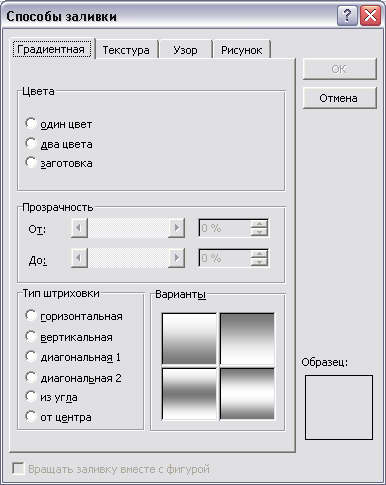 Способы заливки
Градиентная Текстура Узор Рисунок
ОК
Отмена
Цвета
один цвет
два цвета
заготовка
Прозрачность
От: 0 %
До: 0 %
Тип штриховки
горизонтальная
вертикальная
диагональная 1
диагональная 2
из угла
от центра
Варианты
Образец:
Вращать заливку вместе с фигурой